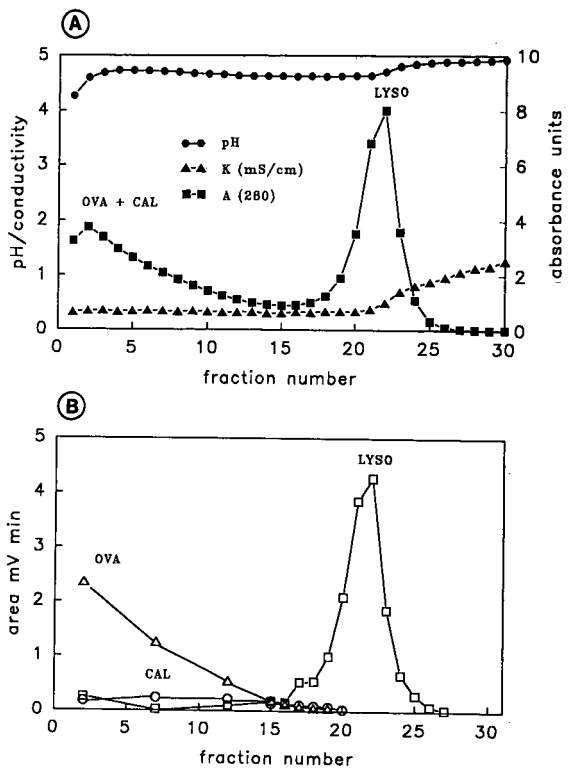 A
5
4
3
2
1
0
pH/conductivity
10
8
6
4
2
0
absorbance units
LYSO
pH
K (mS/cm)
A (280)
OVA + CAL
0
5
10
15
20
25
30
fraction number
B
5
4
3
2
1
0
area mV min
LYSO
OVA
CAL
0
5
10
15
20
25
30
fraction number